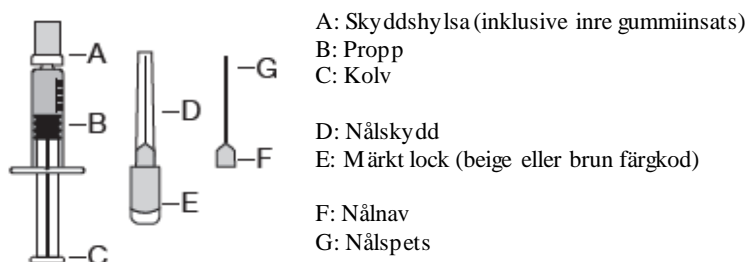 A
B
C
D
E
G
F
A: Skyddshylsa (inklusive inre gummiinsats)
B: Propp
C: Kolv
D: Nålskydd
E: Märkt lock (beige eller brun färgkod)
F: Nålnav
G: Nålspets